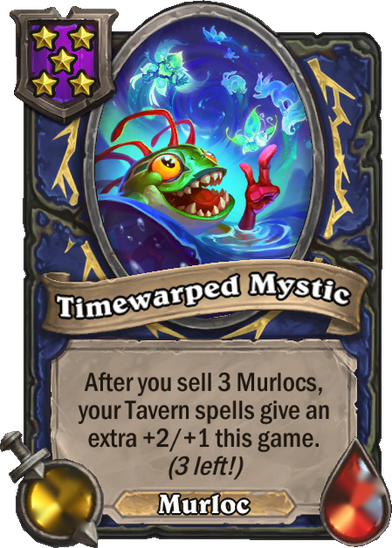 Timewarped Mystic
After you sell 3 Murlocs,
your Tavern spells give an
extra +2/+1 this game.
(3 left!)
Murloc